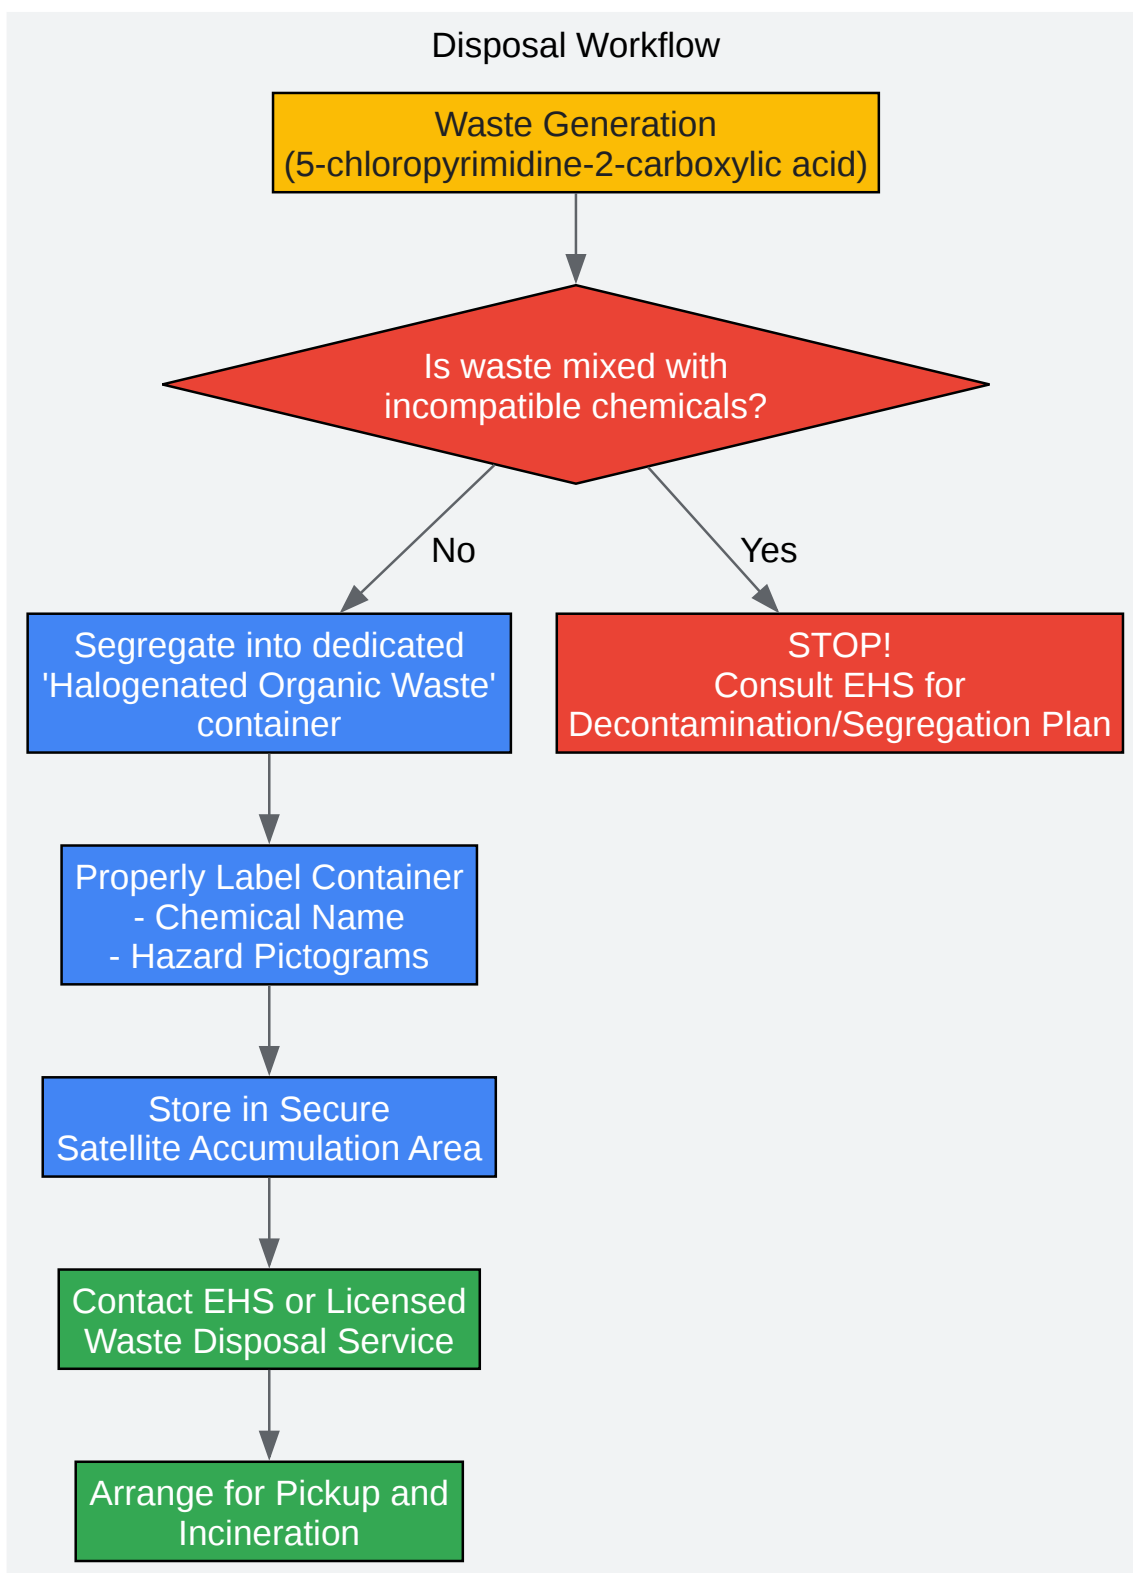 Disposal Workflow
Waste Generation
(5-chloropyrimidine-2-carboxylic acid)
Is waste mixed with
incompatible chemicals?
No
Yes
Segregate into dedicated
'Halogenated Organic Waste'
container
STOP!
Consult EHS for
Decontamination/Segregation Plan
Properly Label Container
- Chemical Name
- Hazard Pictograms
Store in Secure
Satellite Accumulation Area
Contact EHS or Licensed
Waste Disposal Service
Arrange for Pickup and
Incineration